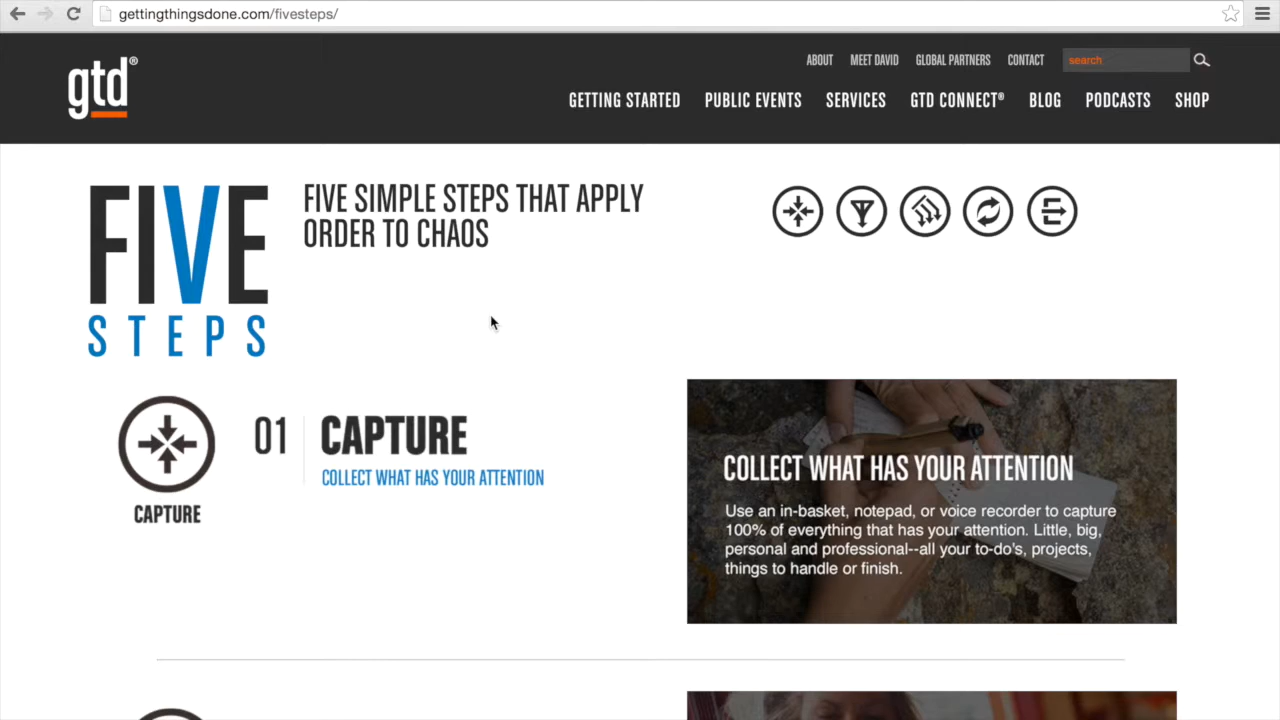 gettingthingsdone.com/fivesteps/
gtd®
ABOUT MEET DAVID GLOBAL PARTNERS CONTACT search
GETTING STARTED PUBLIC EVENTS SERVICES GTD CONNECT® BLOG PODCASTS SHOP
FIVE
STEPS
FIVE SIMPLE STEPS THAT APPLY
ORDER TO CHAOS
CAPTURE
01 CAPTURE
COLLECT WHAT HAS YOUR ATTENTION
COLLECT WHAT HAS YOUR ATTENTION
Use an in-basket, notepad, or voice recorder to capture
100% of everything that has your attention. Little, big,
personal and professional--all your to-do's, projects,
things to handle or finish.